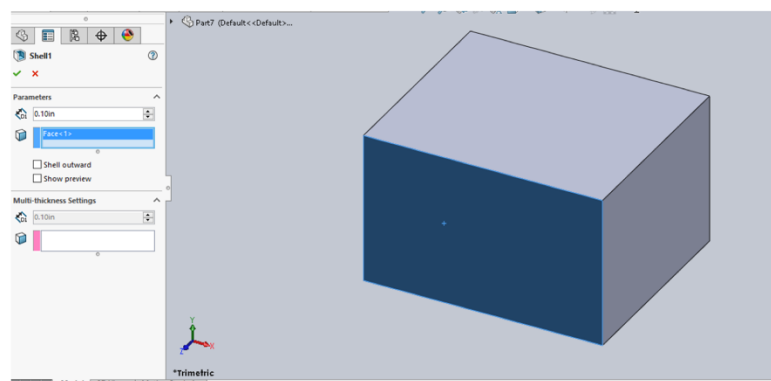 Part7 (Default<<Default>...
Shell1
Parameters
0.10in
Face<1>
Shell outward
Show preview
Multi-thickness Settings
0.10in
Y
Z
X
*Trimetric